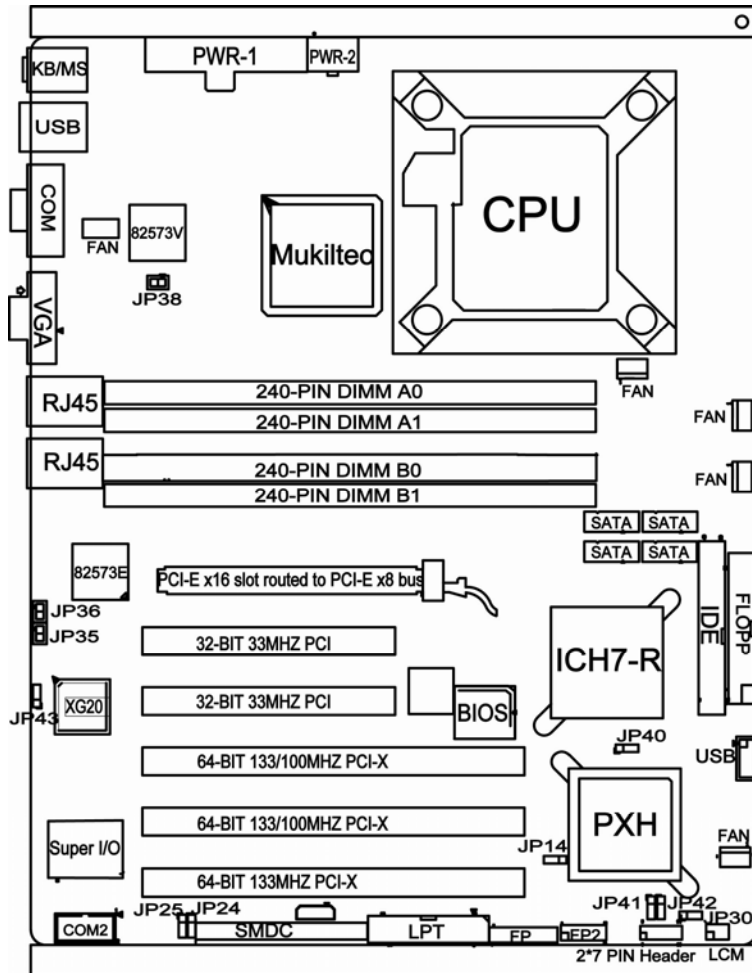 PWR-1
PWR-2
KB/MS
USB
COM
FAN
82573V
Mukilteo
CPU
JP38
VGA
FAN
RJ45
240-PIN DIMM A0
240-PIN DIMM A1
FAN
RJ45
240-PIN DIMM B0
240-PIN DIMM B1
FAN
SATA
SATA
SATA
SATA
82573E
PCI-E x16 slot routed to PCI-E x8 bus
IDE
FLOPP
JP36
JP35
32-BIT 33MHZ PCI
ICH7-R
JP43
XG20
32-BIT 33MHZ PCI
BIOS
JP40
64-BIT 133/100MHZ PCI-X
USB
Super I/O
64-BIT 133/100MHZ PCI-X
JP14
PXH
FAN
64-BIT 133MHZ PCI-X
JP25
JP24
JP41
JP42
JP30
COM2
SMDC
LPT
FP
FP2
2*7 PIN Header
LCM